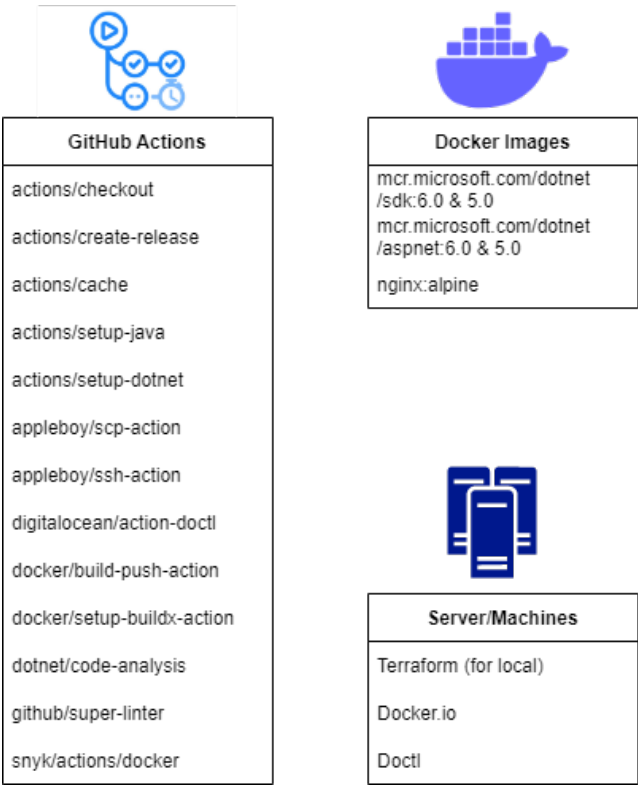 GitHub Actions
actions/checkout
actions/create-release
actions/cache
actions/setup-java
actions/setup-dotnet
appleboy/scp-action
appleboy/ssh-action
digitalocean/action-doctl
docker/build-push-action
docker/setup-buildx-action
dotnet/code-analysis
github/super-linter
snyk/actions/docker
Docker Images
mcr.microsoft.com/dotnet
/sdk:6.0 & 5.0
mcr.microsoft.com/dotnet
/aspnet:6.0 & 5.0
nginx:alpine
Server/Machines
Terraform (for local)
Docker.io
Doctl